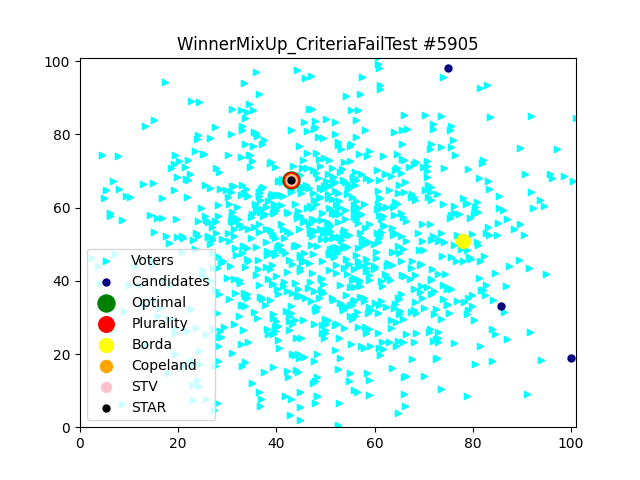 WinnerMixUp_CriteriaFailTest #5905
100
80
60
40
20
0
Voters
Candidates
Optimal
Plurality
Borda
Copeland
STV
STAR
0 20 40 60 80 100